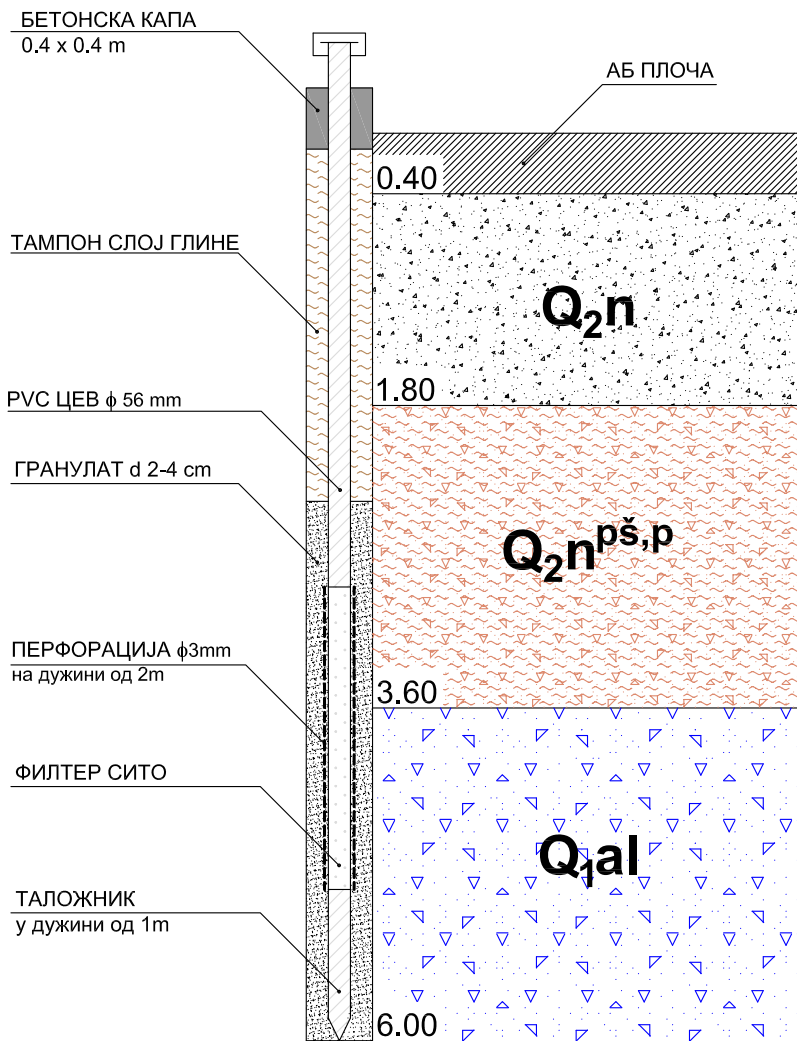 БЕТОНСКА КАПА
0.4 x 0.4 m
АБ ПЛОЧА
0.40
ТАМПОН СЛОЈ ГЛИНЕ
Q₂n
1.80
PVC ЦЕВ ϕ 56 mm
ГРАНУЛАТ d 2-4 cm
Q₂n^pš,p
ПЕРФОРАЦИЈА ϕ3mm
на дужини од 2m
3.60
ФИЛТЕР СИТО
Q₁al
ТАЛОЖНИК
у дужини од 1m
6.00